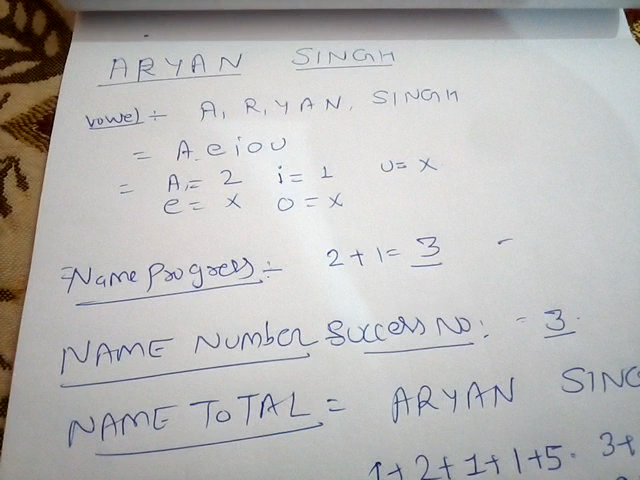 ARYAN SINGH
vowel ÷ A, R, YAN, SINGH
= A. e i o u
= A, = 2 i = 1 U = X
e = X O = X
Name Progress ÷ 2 + 1 = 3
NAME Number Success No: - 3.
NAME TOTAL = ARYAN SING
1+2+1+1+5. 3+